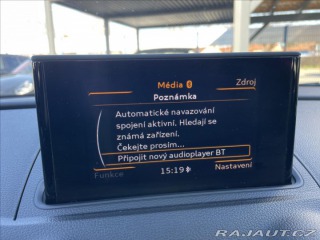 Média
Zdroj
Poznámka
Automatické navazování
spojení aktivní. Hledají se
známá zařízení.
Čekejte prosím...
Připojit nový audioplayer BT
Funkce
15:19
Nastavení
RAJAUT.CZ